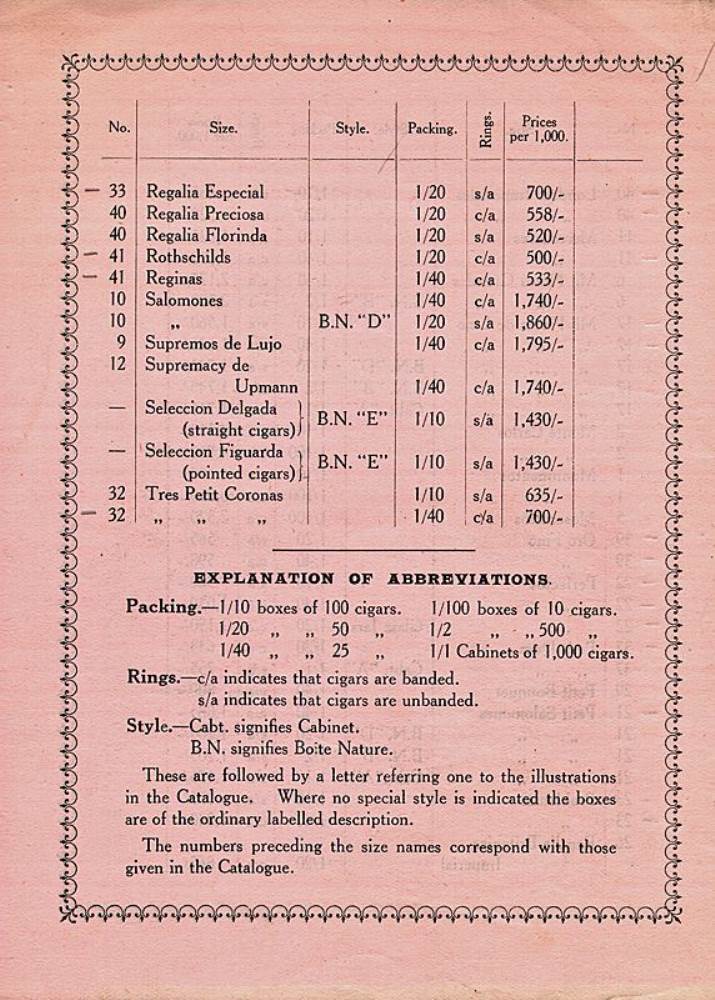 No. Size. Style. Packing. Rings. Prices per 1,000.
— 33 Regalia Especial 1/20 s/a 700/-
40 Regalia Preciosa 1/20 c/a 558/-
40 Regalia Florinda 1/20 s/a 520/-
— 41 Rothschilds 1/20 c/a 500/-
— 41 Reginas 1/40 c/a 533/-
10 Salomones 1/40 c/a 1,740/-
10 „ B.N. “D” 1/20 s/a 1,860/-
9 Supremos de Lujo 1/40 c/a 1,795/-
12 Supremacy de
Upmann 1/40 c/a 1,740/-
— Seleccion Delgada
(straight cigars) } B.N. “E” 1/10 s/a 1,430/-
— Seleccion Figuarda
(pointed cigars) } B.N. “E” 1/10 s/a 1,430/-
32 Tres Petit Coronas 1/10 s/a 635/-
— 32 „ „ „ 1/40 c/a 700/-
EXPLANATION OF ABBREVIATIONS.
Packing.—1/10 boxes of 100 cigars. 1/100 boxes of 10 cigars.
1/20 „ „ 50 „ 1/2 „ „ 500 „
1/40 „ „ 25 „ 1/1 Cabinets of 1,000 cigars.
Rings.—c/a indicates that cigars are banded.
s/a indicates that cigars are unbanded.
Style.—Cabt. signifies Cabinet.
B.N. signifies Boite Nature.
These are followed by a letter referring one to the illustrations
in the Catalogue. Where no special style is indicated the boxes
are of the ordinary labelled description.
The numbers preceding the size names correspond with those
given in the Catalogue.